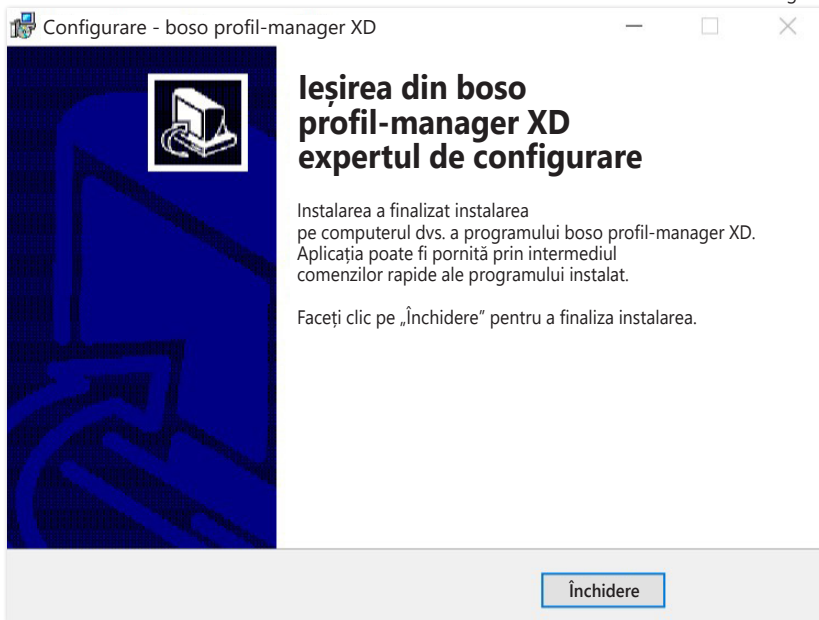 Configurare - boso profil-manager XD
Ieșirea din boso
profil-manager XD
expertul de configurare
Instalarea a finalizat instalarea
pe computerul dvs. a programului boso profil-manager XD.
Aplicația poate fi pornită prin intermediul
comenzilor rapide ale programului instalat.
Faceți clic pe „Închidere” pentru a finaliza instalarea.
Închidere